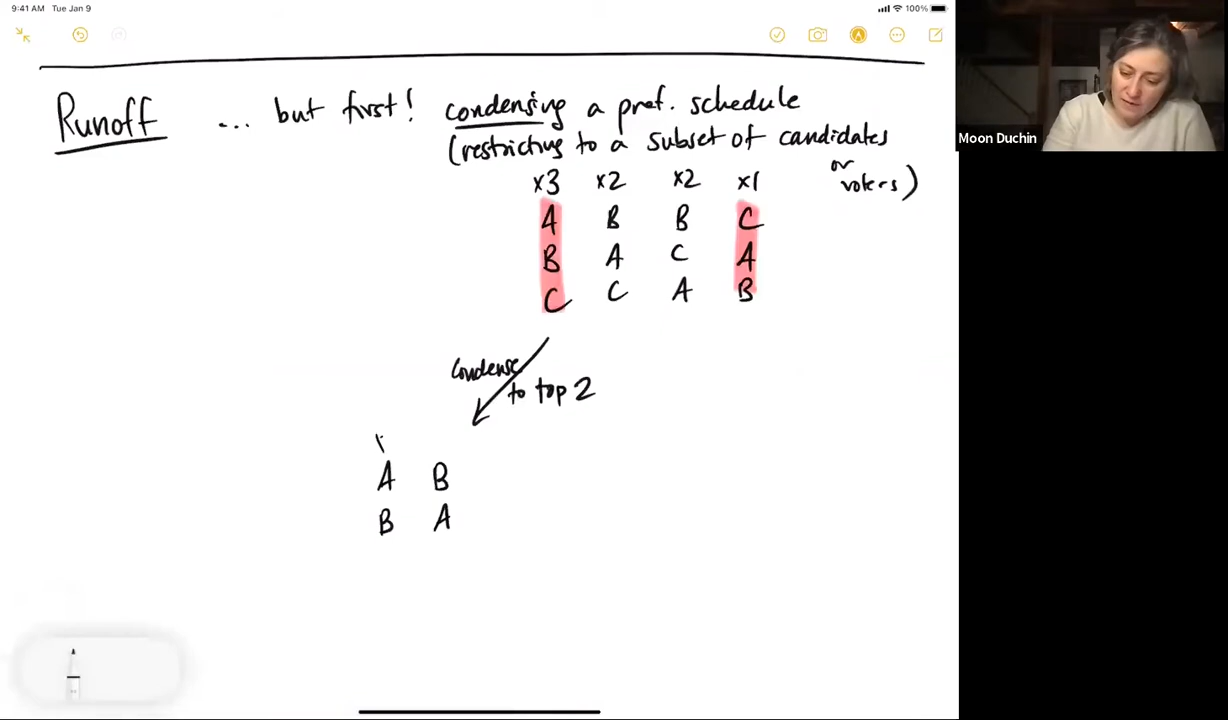 9:41 AM Tue Jan 9
100%
Runoff ... but first! condensing a pref. schedule
(restricting to a subset of candidates
or voters)
x3 x2 x2 x1
A B B C
B A C A
C C A B
Condense
to top 2
A B
B A
Moon Duchin